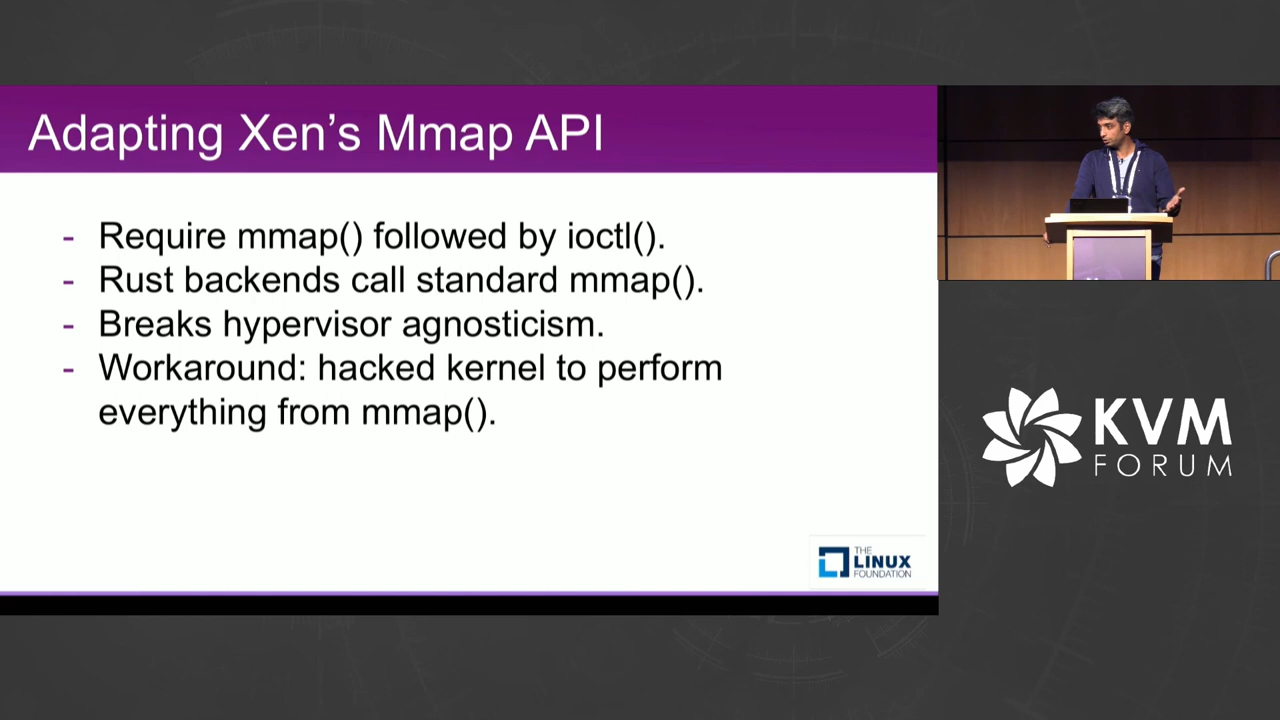 Adapting Xen's Mmap API
- Require mmap() followed by ioctl().
- Rust backends call standard mmap().
- Breaks hypervisor agnosticism.
- Workaround: hacked kernel to perform
everything from mmap().
THE
LINUX
FOUNDATION
KVM
FORUM